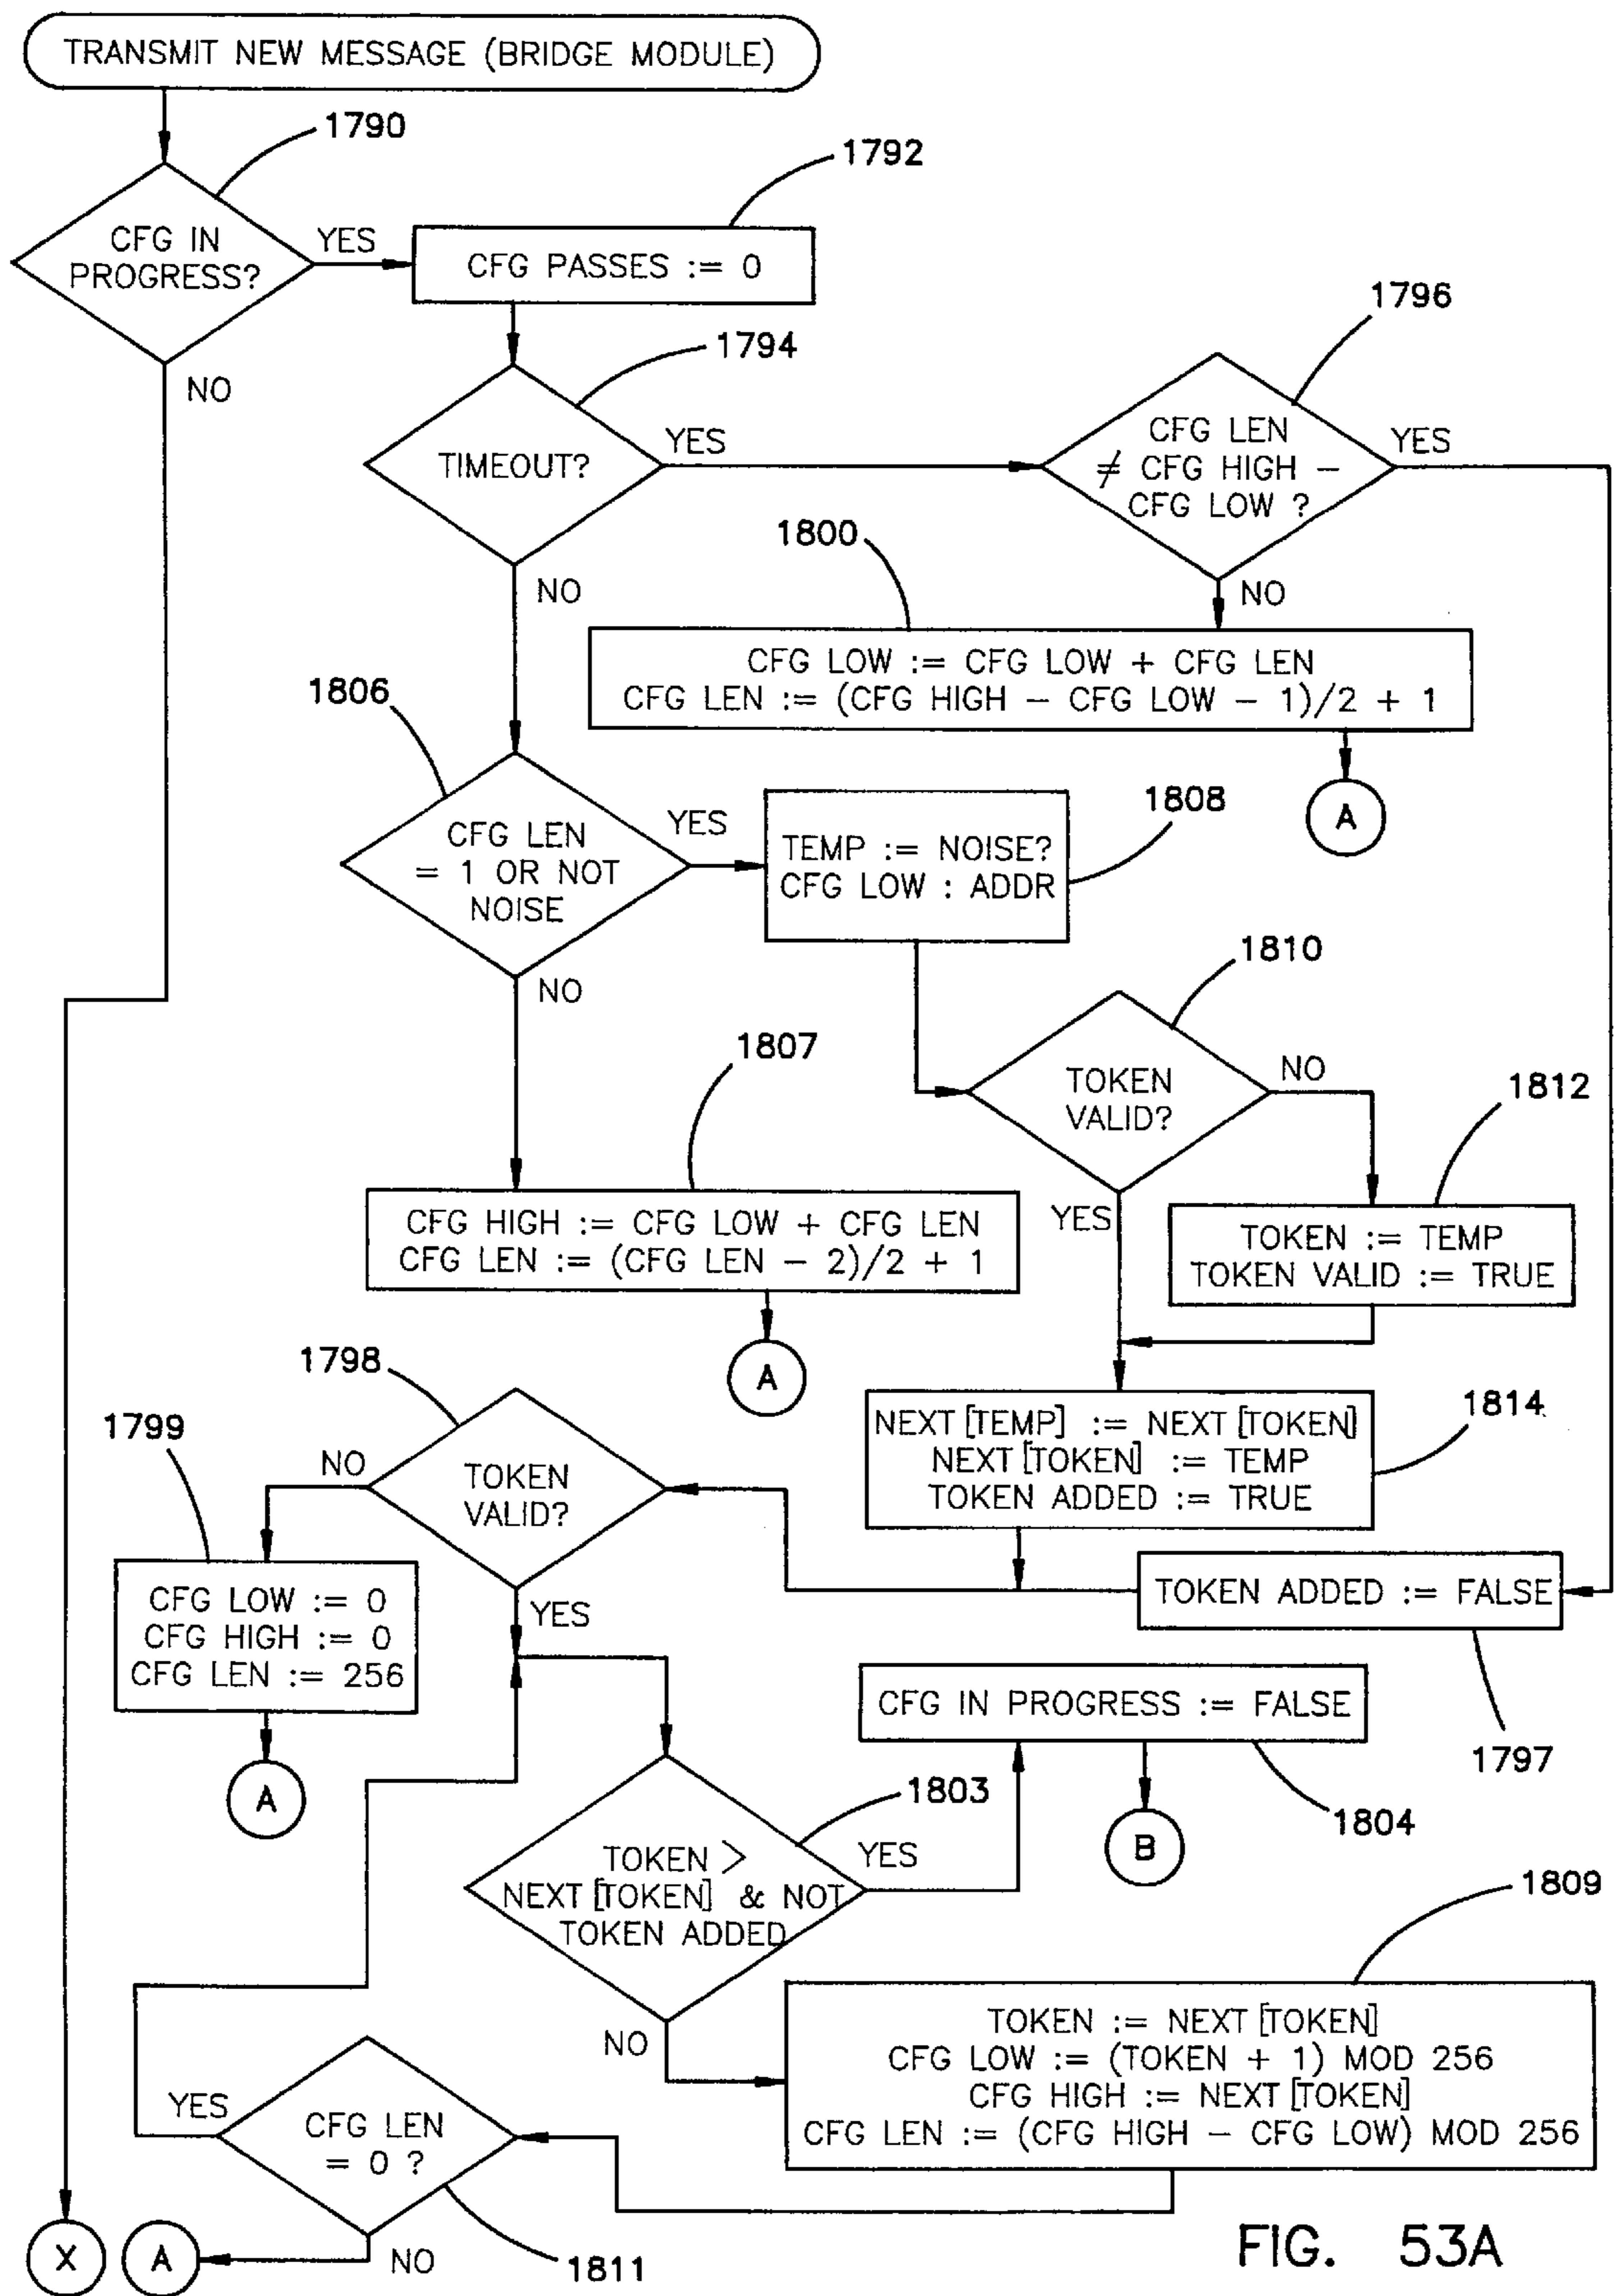 TRANSMIT NEW MESSAGE (BRIDGE MODULE)
1790
CFG IN
PROGRESS?
YES
NO
1792
CFG PASSES := 0
1794
TIMEOUT?
YES
NO
1796
CFG LEN
≠ CFG HIGH –
CFG LOW ?
YES
NO
1800
CFG LOW := CFG LOW + CFG LEN
CFG LEN := (CFG HIGH – CFG LOW – 1)/2 + 1
A
1806
CFG LEN
= 1 OR NOT
NOISE
YES
NO
1808
TEMP := NOISE?
CFG LOW : ADDR
1810
TOKEN
VALID?
NO
YES
1812
TOKEN := TEMP
TOKEN VALID := TRUE
1807
CFG HIGH := CFG LOW + CFG LEN
CFG LEN := (CFG LEN – 2)/2 + 1
A
1814
NEXT [TEMP] := NEXT [TOKEN]
NEXT [TOKEN] := TEMP
TOKEN ADDED := TRUE
1798
TOKEN
VALID?
NO
YES
1799
CFG LOW := 0
CFG HIGH := 0
CFG LEN := 256
A
TOKEN ADDED := FALSE
1797
CFG IN PROGRESS := FALSE
1804
B
1803
TOKEN >
NEXT [TOKEN] & NOT
TOKEN ADDED
YES
NO
1809
TOKEN := NEXT [TOKEN]
CFG LOW := (TOKEN + 1) MOD 256
CFG HIGH := NEXT [TOKEN]
CFG LEN := (CFG HIGH – CFG LOW) MOD 256
CFG LEN
= 0 ?
YES
NO
1811
X
A
FIG. 53A